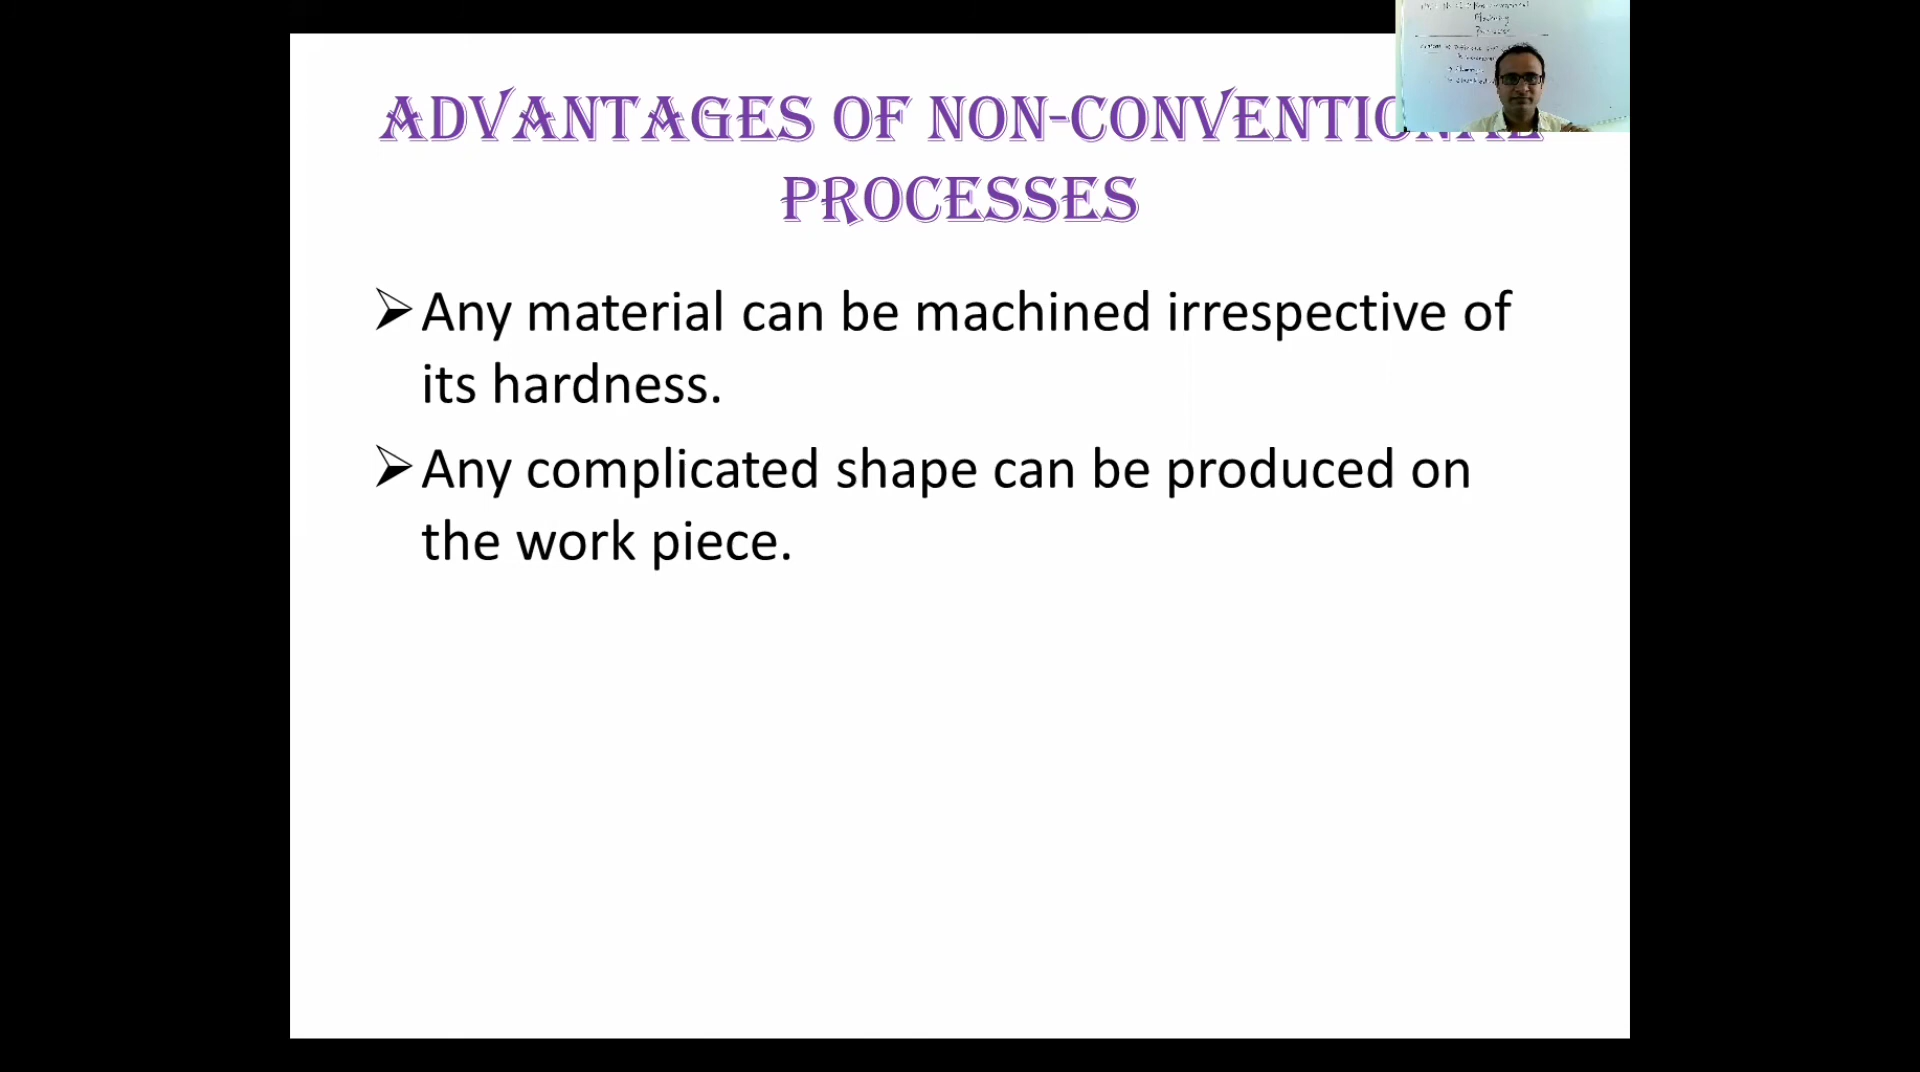 ADVANTAGES OF NON-CONVENTIONAL
PROCESSES
➢Any material can be machined irrespective of
its hardness.
➢Any complicated shape can be produced on
the work piece.